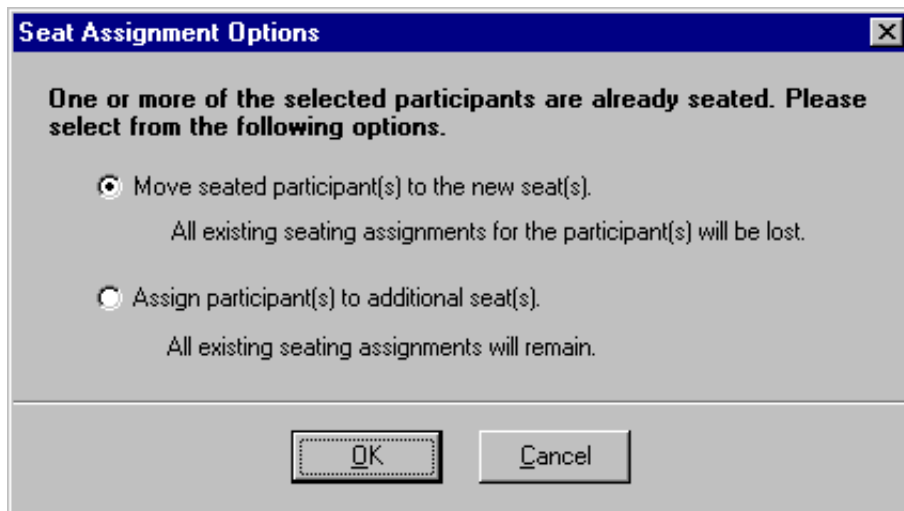 Seat Assignment Options
One or more of the selected participants are already seated. Please
select from the following options.
Move seated participant(s) to the new seat(s).
All existing seating assignments for the participant(s) will be lost.
Assign participant(s) to additional seat(s).
All existing seating assignments will remain.
OK
Cancel